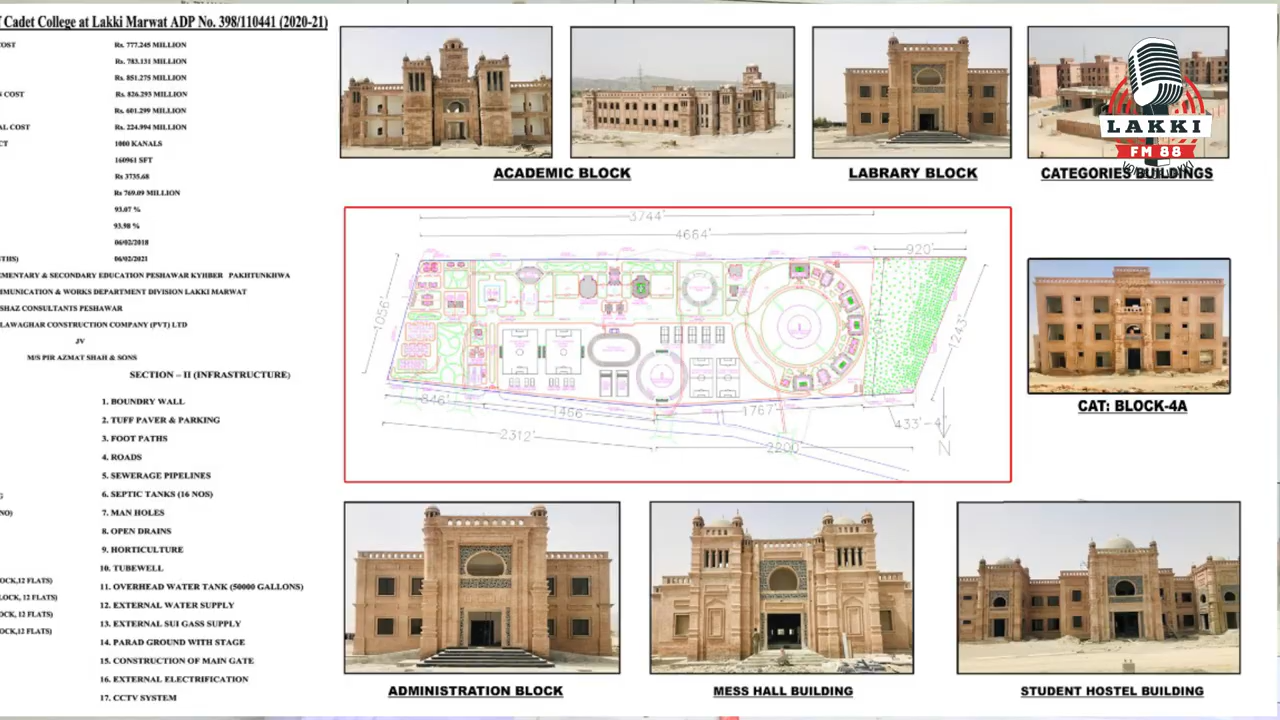 f Cadet College at Lakki Marwat ADP No. 398/110441 (2020-21)
COST Rs. 777.245 MILLION
Rs. 783.131 MILLION
Rs. 851.275 MILLION
N COST Rs. 826.293 MILLION
Rs. 601.299 MILLION
AL COST Rs. 224.994 MILLION
CT 1000 KANALS
160961 SFT
Rs 3735.68
Rs 769.09 MILLION
93.07 %
93.98 %
06/02/2018
THS) 06/02/2021
EMENTARY & SECONDARY EDUCATION PESHAWAR KYHBER PAKHTUNKHWA
MMUNICATION & WORKS DEPARTMENT DIVISION LAKKI MARWAT
SHAZ CONSULTANTS PESHAWAR
LAWAGHAR CONSTRUCTION COMPANY (PVT) LTD
JV
M/S PIR AZMAT SHAH & SONS
SECTION – II (INFRASTRUCTURE)
1. BOUNDRY WALL
2. TUFF PAVER & PARKING
3. FOOT PATHS
4. ROADS
5. SEWERAGE PIPELINES
6. SEPTIC TANKS (16 NOS)
G
NO)
7. MAN HOLES
8. OPEN DRAINS
9. HORTICULTURE
10. TUBEWELL
OCK,12 FLATS)
11. OVERHEAD WATER TANK (50000 GALLONS)
LOCK, 12 FLATS)
12. EXTERNAL WATER SUPPLY
OCK, 12 FLATS)
13. EXTERNAL SUI GASS SUPPLY
OCK,12 FLATS)
14. PARAD GROUND WITH STAGE
15. CONSTRUCTION OF MAIN GATE
16. EXTERNAL ELECTRIFICATION
17. CCTV SYSTEM
ACADEMIC BLOCK
LABRARY BLOCK
CATEGORIES BUILDINGS
LAKKI
FM 88
3744'
4664'
920'
1056'
1243'
846'
1466'
1767'
433'-4"
2312'
2200'
N
CAT: BLOCK-4A
ADMINISTRATION BLOCK
MESS HALL BUILDING
STUDENT HOSTEL BUILDING